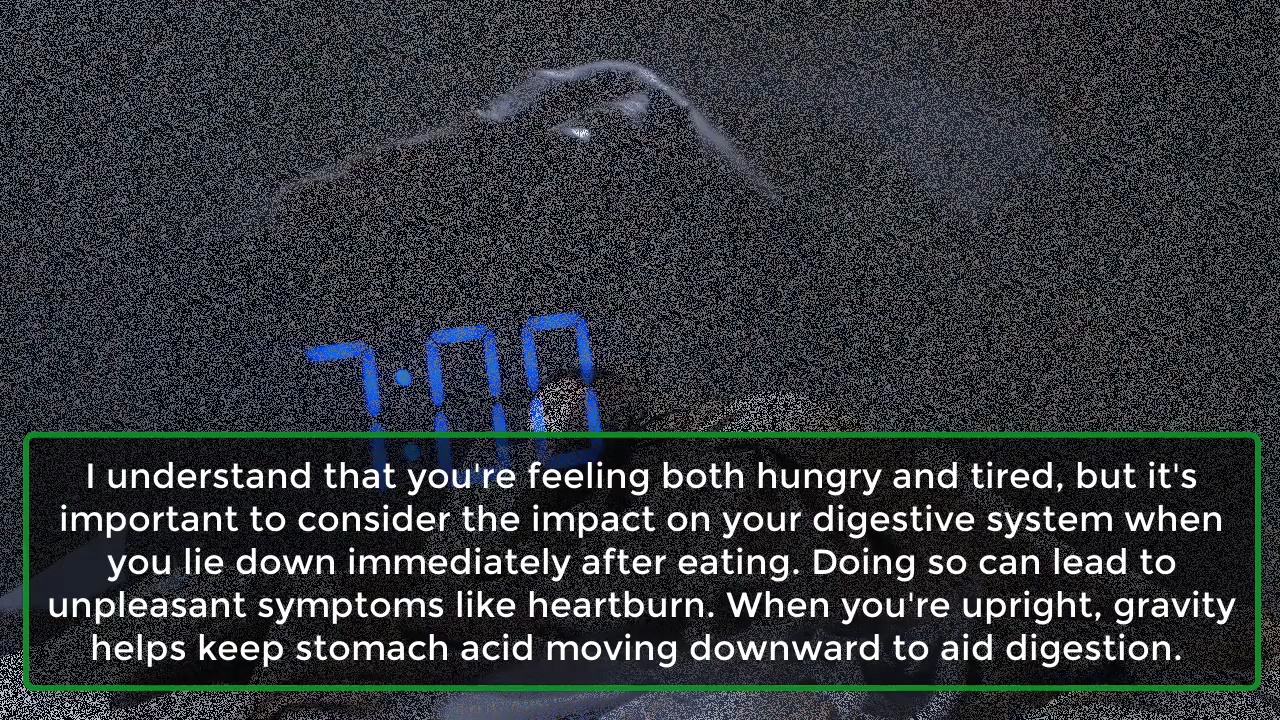 7:00
I understand that you're feeling both hungry and tired, but it's
important to consider the impact on your digestive system when
you lie down immediately after eating. Doing so can lead to
unpleasant symptoms like heartburn. When you're upright, gravity
helps keep stomach acid moving downward to aid digestion.